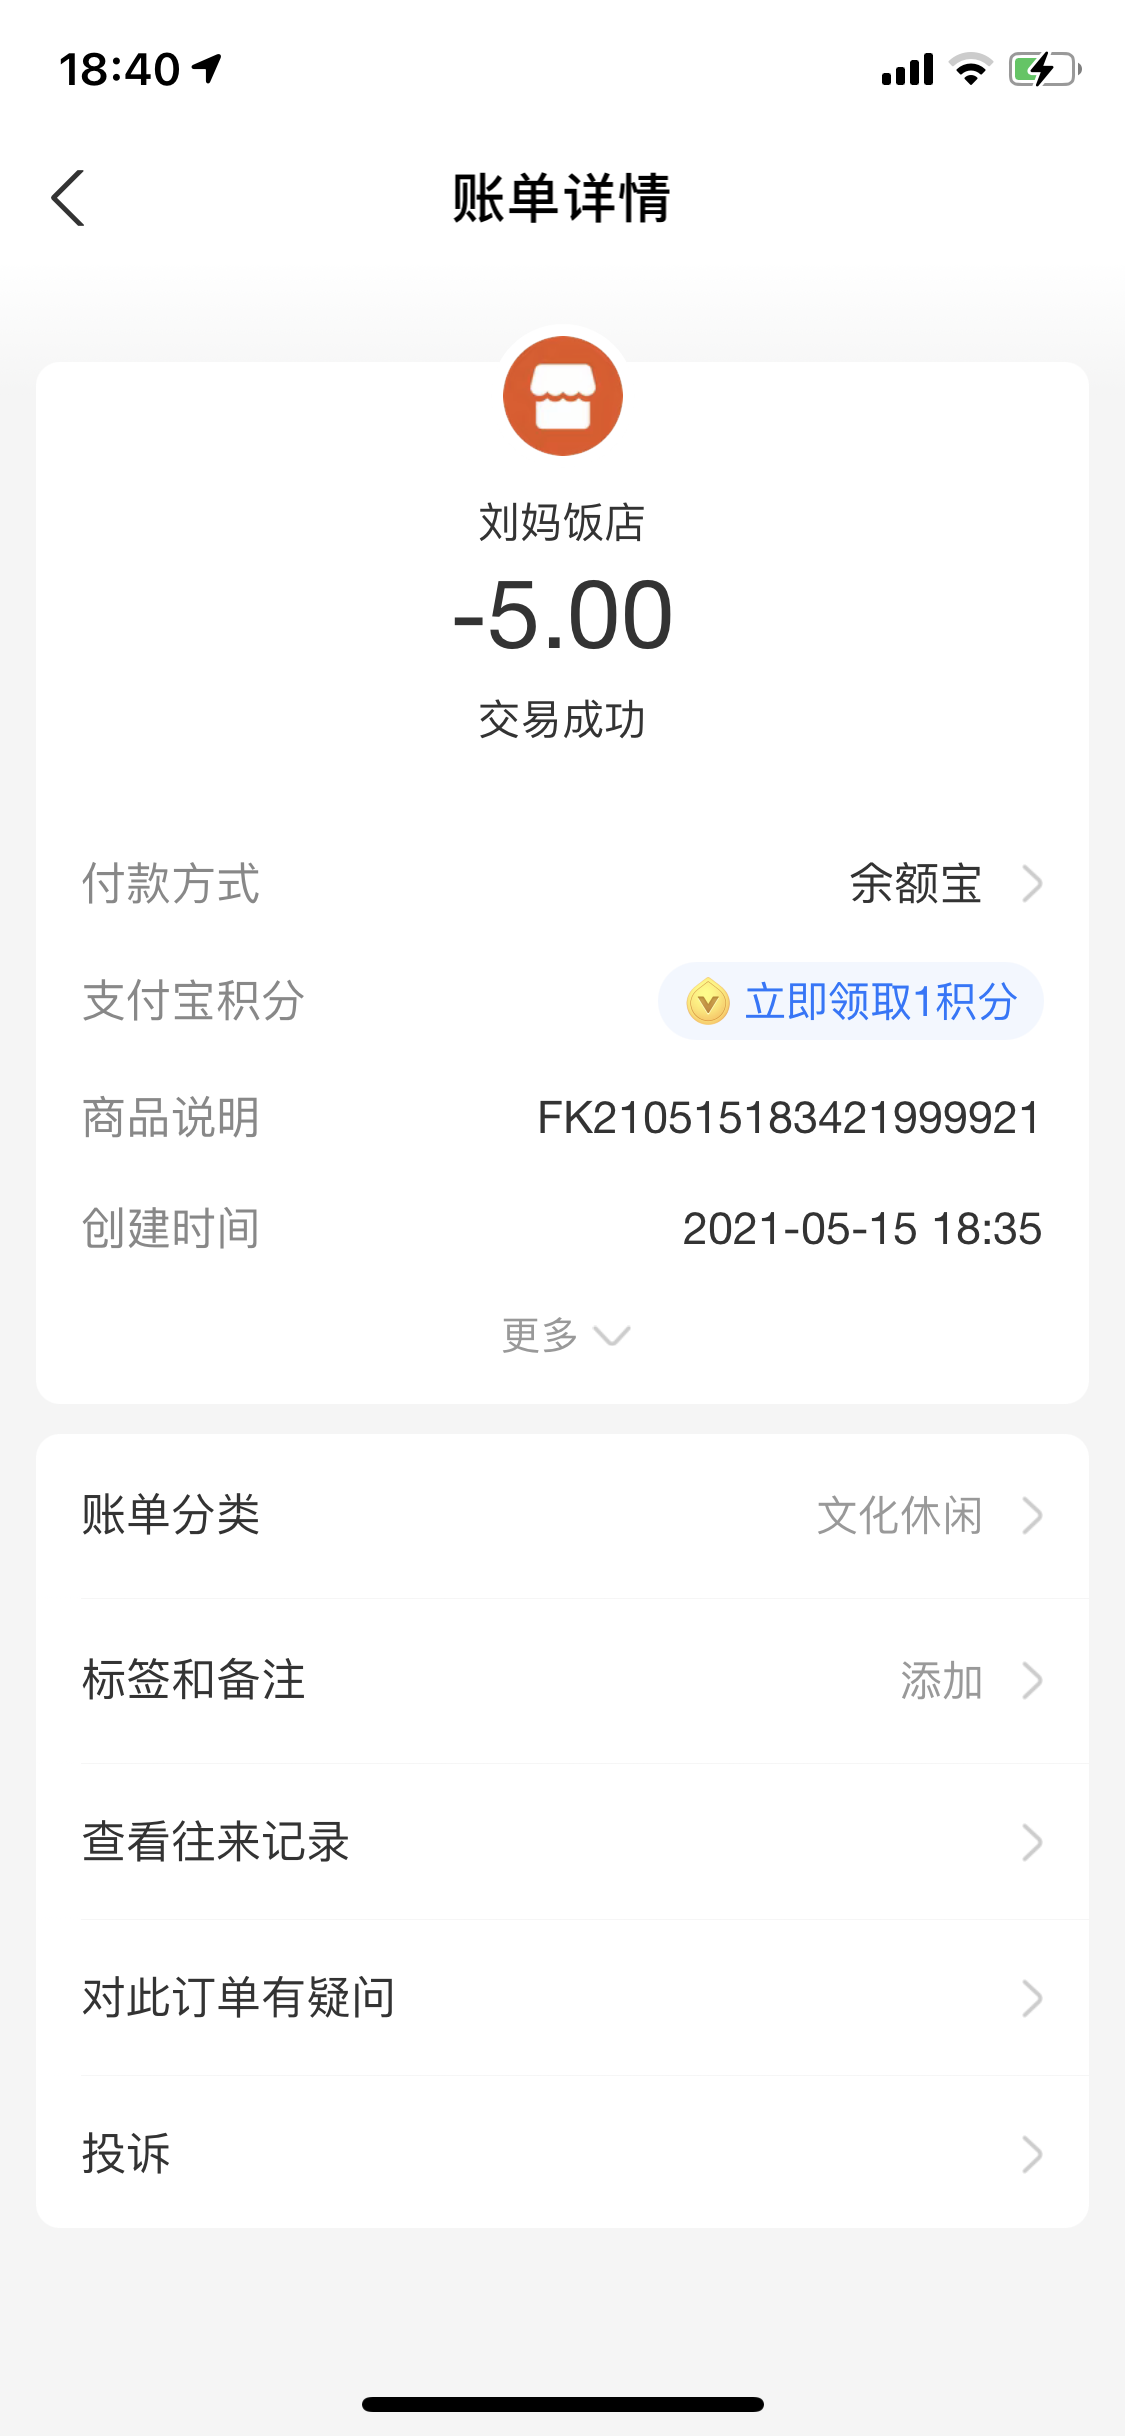 18:40
账单详情
刘妈饭店
-5.00
交易成功
付款方式 余额宝
支付宝积分 立即领取1积分
商品说明 FK210515183421999921
创建时间 2021-05-15 18:35
更多
账单分类 文化休闲
标签和备注 添加
查看往来记录
对此订单有疑问
投诉